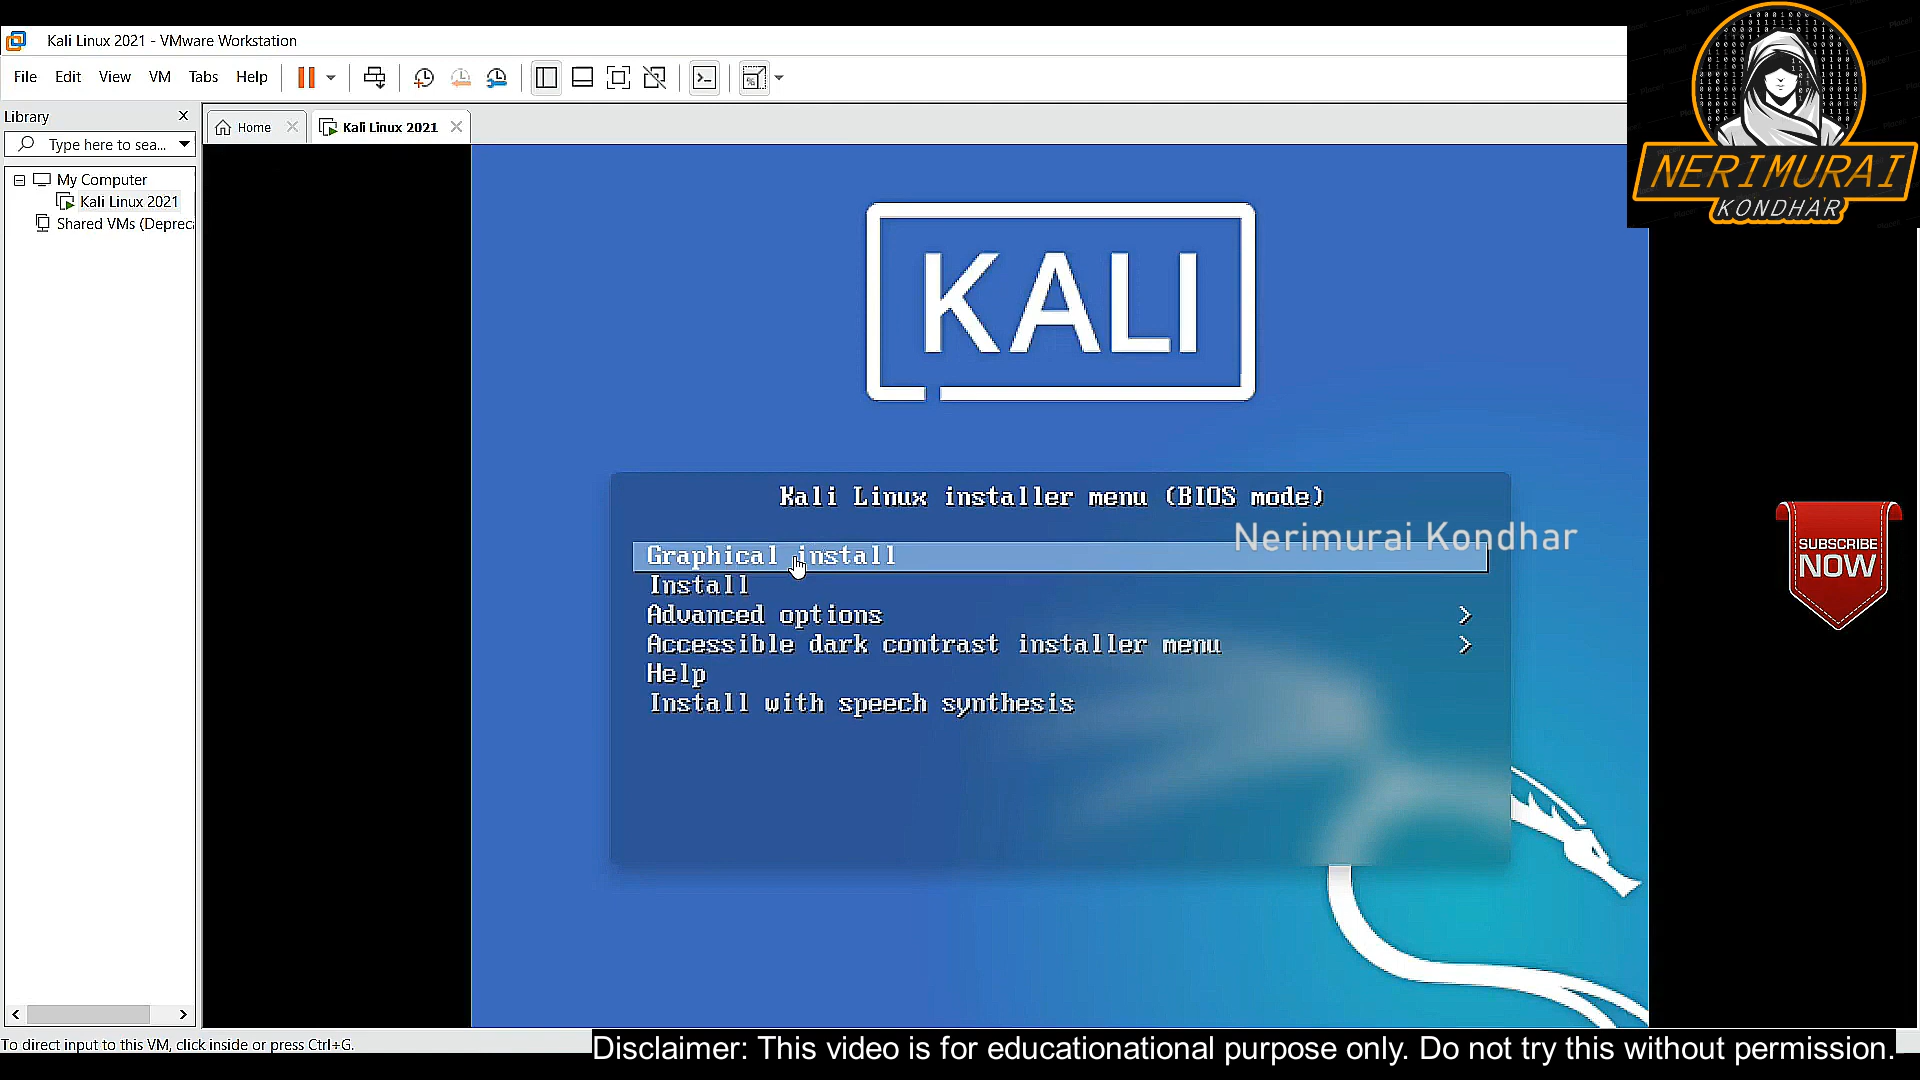 Kali Linux 2021 - VMware Workstation
File Edit View VM Tabs Help
Library
Type here to sea...
Home
Kali Linux 2021
My Computer
Kali Linux 2021
Shared VMs (Depreca
NERIMURAI
KONDHAR
KALI
Kali Linux installer menu (BIOS mode)
Nerimurai Kondhar
Graphical install
Install
Advanced options >
Accessible dark contrast installer menu >
Help
Install with speech synthesis
SUBSCRIBE
NOW
To direct input to this VM, click inside or press Ctrl+G.
Disclaimer: This video is for educationational purpose only. Do not try this without permission.